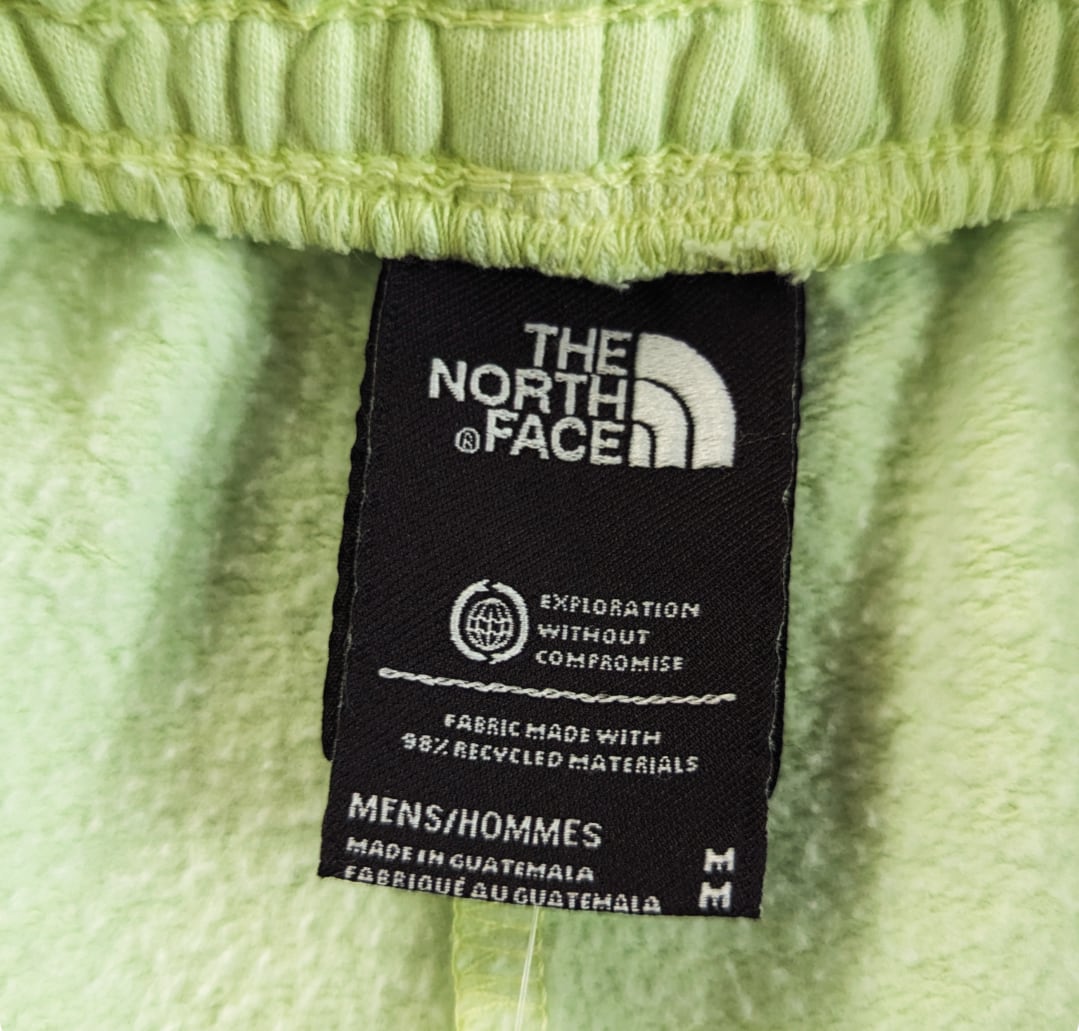 THE
NORTH
®FACE
EXPLORATION
WITHOUT
COMPROMISE
FABRIC MADE WITH
98% RECYCLED MATERIALS
MENS/HOMMES
MADE IN GUATEMALA M
FABRIQUÉ AU GUATEMALA M